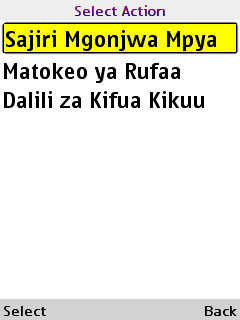 Select Action
Sajiri Mgonjwa Mpya
Matokeo ya Rufaa
Dalili za Kifua Kikuu
Select
Back